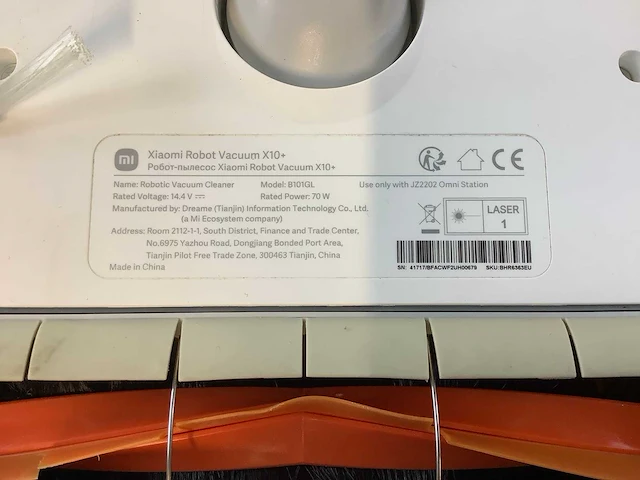 mi
Xiaomi Robot Vacuum X10+
Робот-пылесос Xiaomi Robot Vacuum X10+
Name: Robotic Vacuum Cleaner Model: B101GL Use only with JZ2202 Omni Station
Rated Voltage: 14.4 V ⎓ Rated Power: 70 W
Manufactured by: Dreame (Tianjin) Information Technology Co., Ltd.
(a Mi Ecosystem company)
Address: Room 2112-1-1, South District, Finance and Trade Center,
No.6975 Yazhou Road, Dongjiang Bonded Port Area,
Tianjin Pilot Free Trade Zone, 300463 Tianjin, China
Made in China
CE
LASER
1
SN: 41717/BFACWF2UH00679 SKU:BHR6363EU